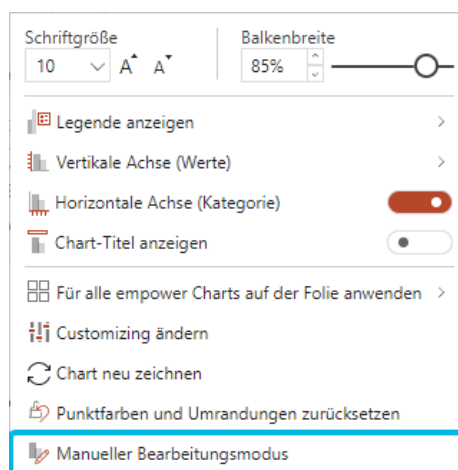 Schriftgröße Balkenbreite
10 A A 85%
Legende anzeigen
Vertikale Achse (Werte)
Horizontale Achse (Kategorie)
Chart-Titel anzeigen
Für alle empower Charts auf der Folie anwenden
Customizing ändern
Chart neu zeichnen
Punktfarben und Umrandungen zurücksetzen
Manueller Bearbeitungsmodus